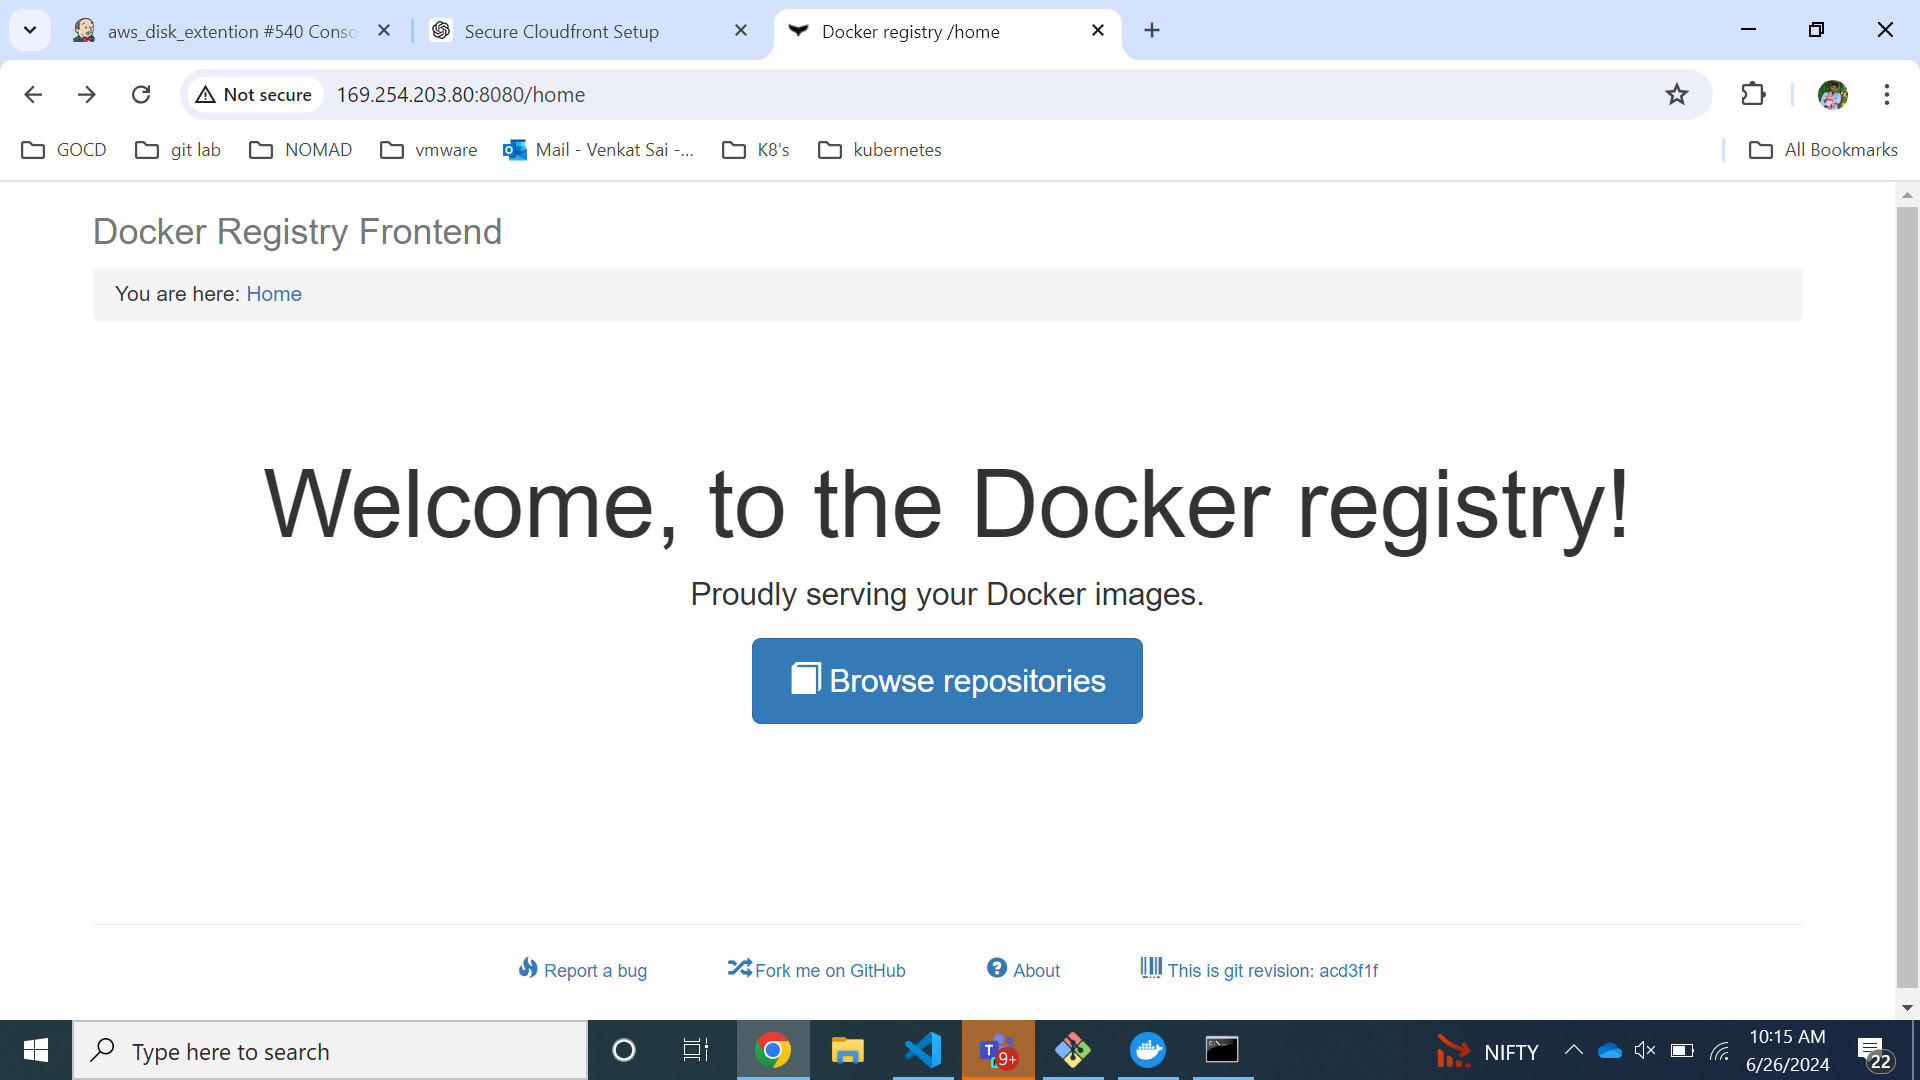 aws_disk_extention #540 Conso
Secure Cloudfront Setup
Docker registry /home
Not secure
169.254.203.80:8080/home
GOCD
git lab
NOMAD
vmware
Mail - Venkat Sai -...
K8's
kubernetes
All Bookmarks
Docker Registry Frontend
You are here: Home
Welcome, to the Docker registry!
Proudly serving your Docker images.
Browse repositories
Report a bug
Fork me on GitHub
About
This is git revision: acd3f1f
Type here to search
9+
NIFTY
10:15 AM
6/26/2024
22